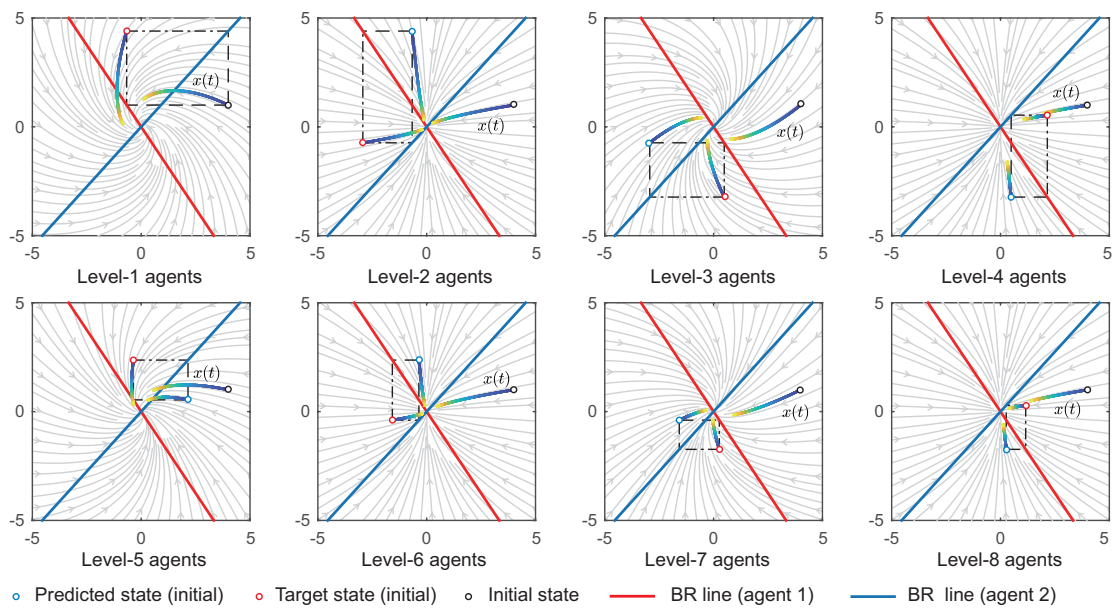 5 5 5 5
x(t) x(t) x(t) x(t)
0 0 0 0
-5 -5 -5 -5
-5 0 5 -5 0 5 -5 0 5 -5 0 5
Level-1 agents Level-2 agents Level-3 agents Level-4 agents
5 5 5 5
x(t) x(t) x(t) x(t)
0 0 0 0
-5 -5 -5 -5
-5 0 5 -5 0 5 -5 0 5 -5 0 5
Level-5 agents Level-6 agents Level-7 agents Level-8 agents
Predicted state (initial) Target state (initial) Initial state BR line (agent 1) BR line (agent 2)